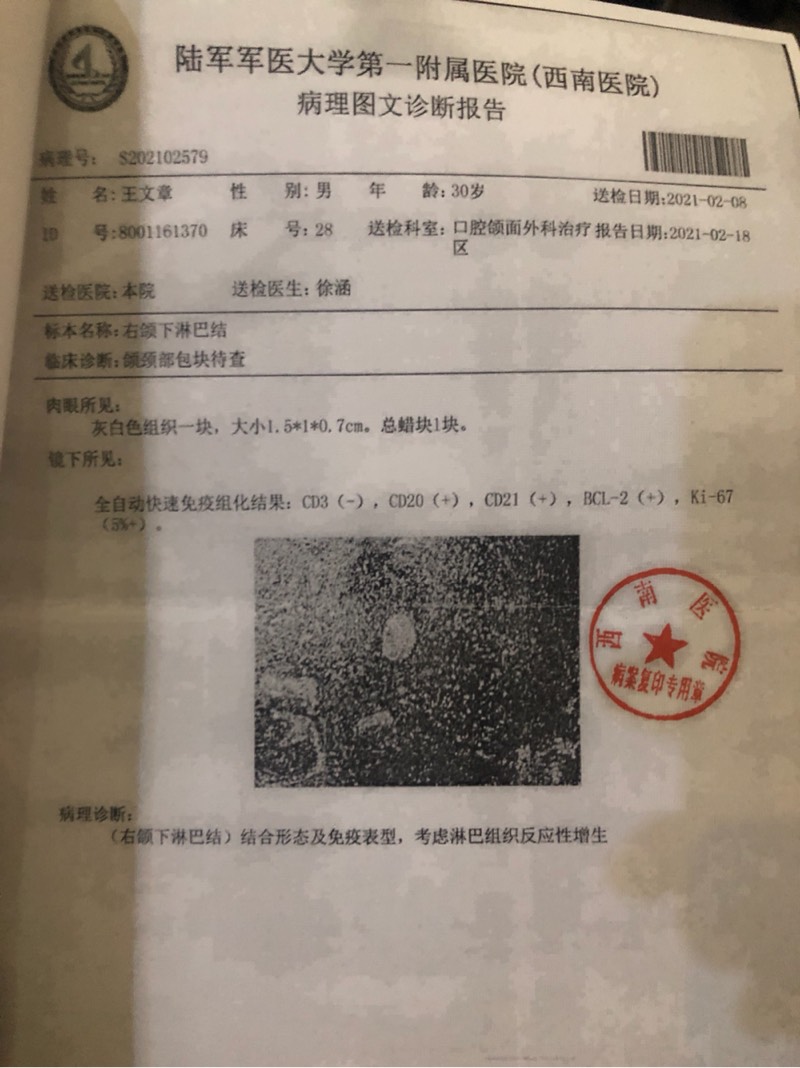 陆军军医大学第一附属医院(西南医院)
病理图文诊断报告
病理号： S202102579
姓 名:王文章 性 别:男 年 龄:30岁 送检日期:2021-02-08
ID 号:8001161370 床 号:28 送检科室:口腔颌面外科治疗 报告日期:2021-02-18
区
送检医院:本院 送检医生:徐涵
标本名称:右颌下淋巴结
临床诊断:颌颈部包块待查
肉眼所见:
灰白色组织一块，大小1.5*1*0.7cm。总蜡块1块。
镜下所见:
全自动快速免疫组化结果：CD3（-），CD20（+），CD21（+），BCL-2（+），Ki-67
（5%+）。
西南医院
病案复印专用章
病理诊断:
（右颌下淋巴结）结合形态及免疫表型，考虑淋巴组织反应性增生